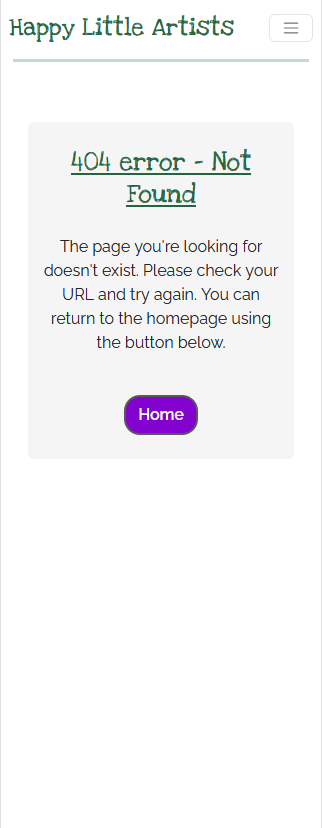 Happy Little Artists
404 error - Not
Found
The page you're looking for
doesn't exist. Please check your
URL and try again. You can
return to the homepage using
the button below.
Home